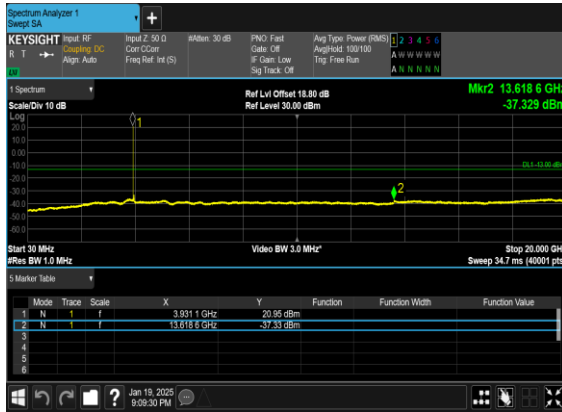 Spectrum Analyzer 1
Swept SA
+
KEYSIGHT Input: RF Input Z: 50 Ω #Atten: 30 dB PNO: Fast Avg Type: Power (RMS) 1 2 3 4 5 6
R T Coupling: DC Corr CCorr Gate: Off Avg|Hold: 100/100 A W W W W W
Align: Auto Freq Ref: Int (S) IF Gain: Low Trig: Free Run
LU Sig Track: Off A N N N N N
1 Spectrum Ref Lvl Offset 18.80 dB Mkr2 13.618 6 GHz
Scale/Div 10 dB Ref Level 30.00 dBm -37.329 dBm
Log
20.0
10.0
0.00
-10.0
-20.0
-30.0
-40.0
-50.0
-60.0
1
DL1 -13.00 dBm
2
Start 30 MHz Video BW 3.0 MHz* Stop 20.000 GHz
#Res BW 1.0 MHz Sweep 34.7 ms (40001 pts)
5 Marker Table
Mode Trace Scale X Y Function Function Width Function Value
1 N 1 f 3.931 1 GHz 20.95 dBm
2 N 1 f 13.618 6 GHz -37.33 dBm
3
4
5
6
? Jan 19, 2025
9:09:30 PM